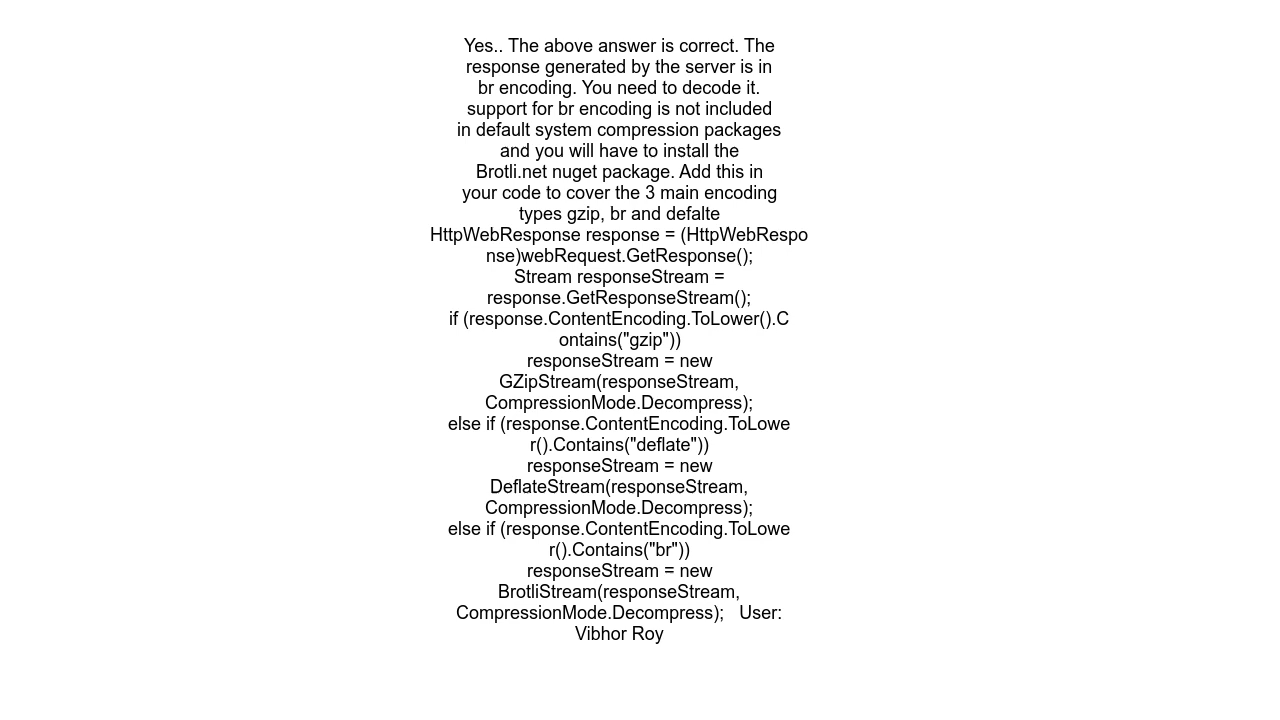 Yes.. The above answer is correct. The
response generated by the server is in
br encoding. You need to decode it.
support for br encoding is not included
in default system compression packages
and you will have to install the
Brotli.net nuget package. Add this in
your code to cover the 3 main encoding
types gzip, br and defalte
HttpWebResponse response = (HttpWebRespo
nse)webRequest.GetResponse();
Stream responseStream =
response.GetResponseStream();
if (response.ContentEncoding.ToLower().C
ontains("gzip"))
responseStream = new
GZipStream(responseStream,
CompressionMode.Decompress);
else if (response.ContentEncoding.ToLowe
r().Contains("deflate"))
responseStream = new
DeflateStream(responseStream,
CompressionMode.Decompress);
else if (response.ContentEncoding.ToLowe
r().Contains("br"))
responseStream = new
BrotliStream(responseStream,
CompressionMode.Decompress);   User:
Vibhor Roy